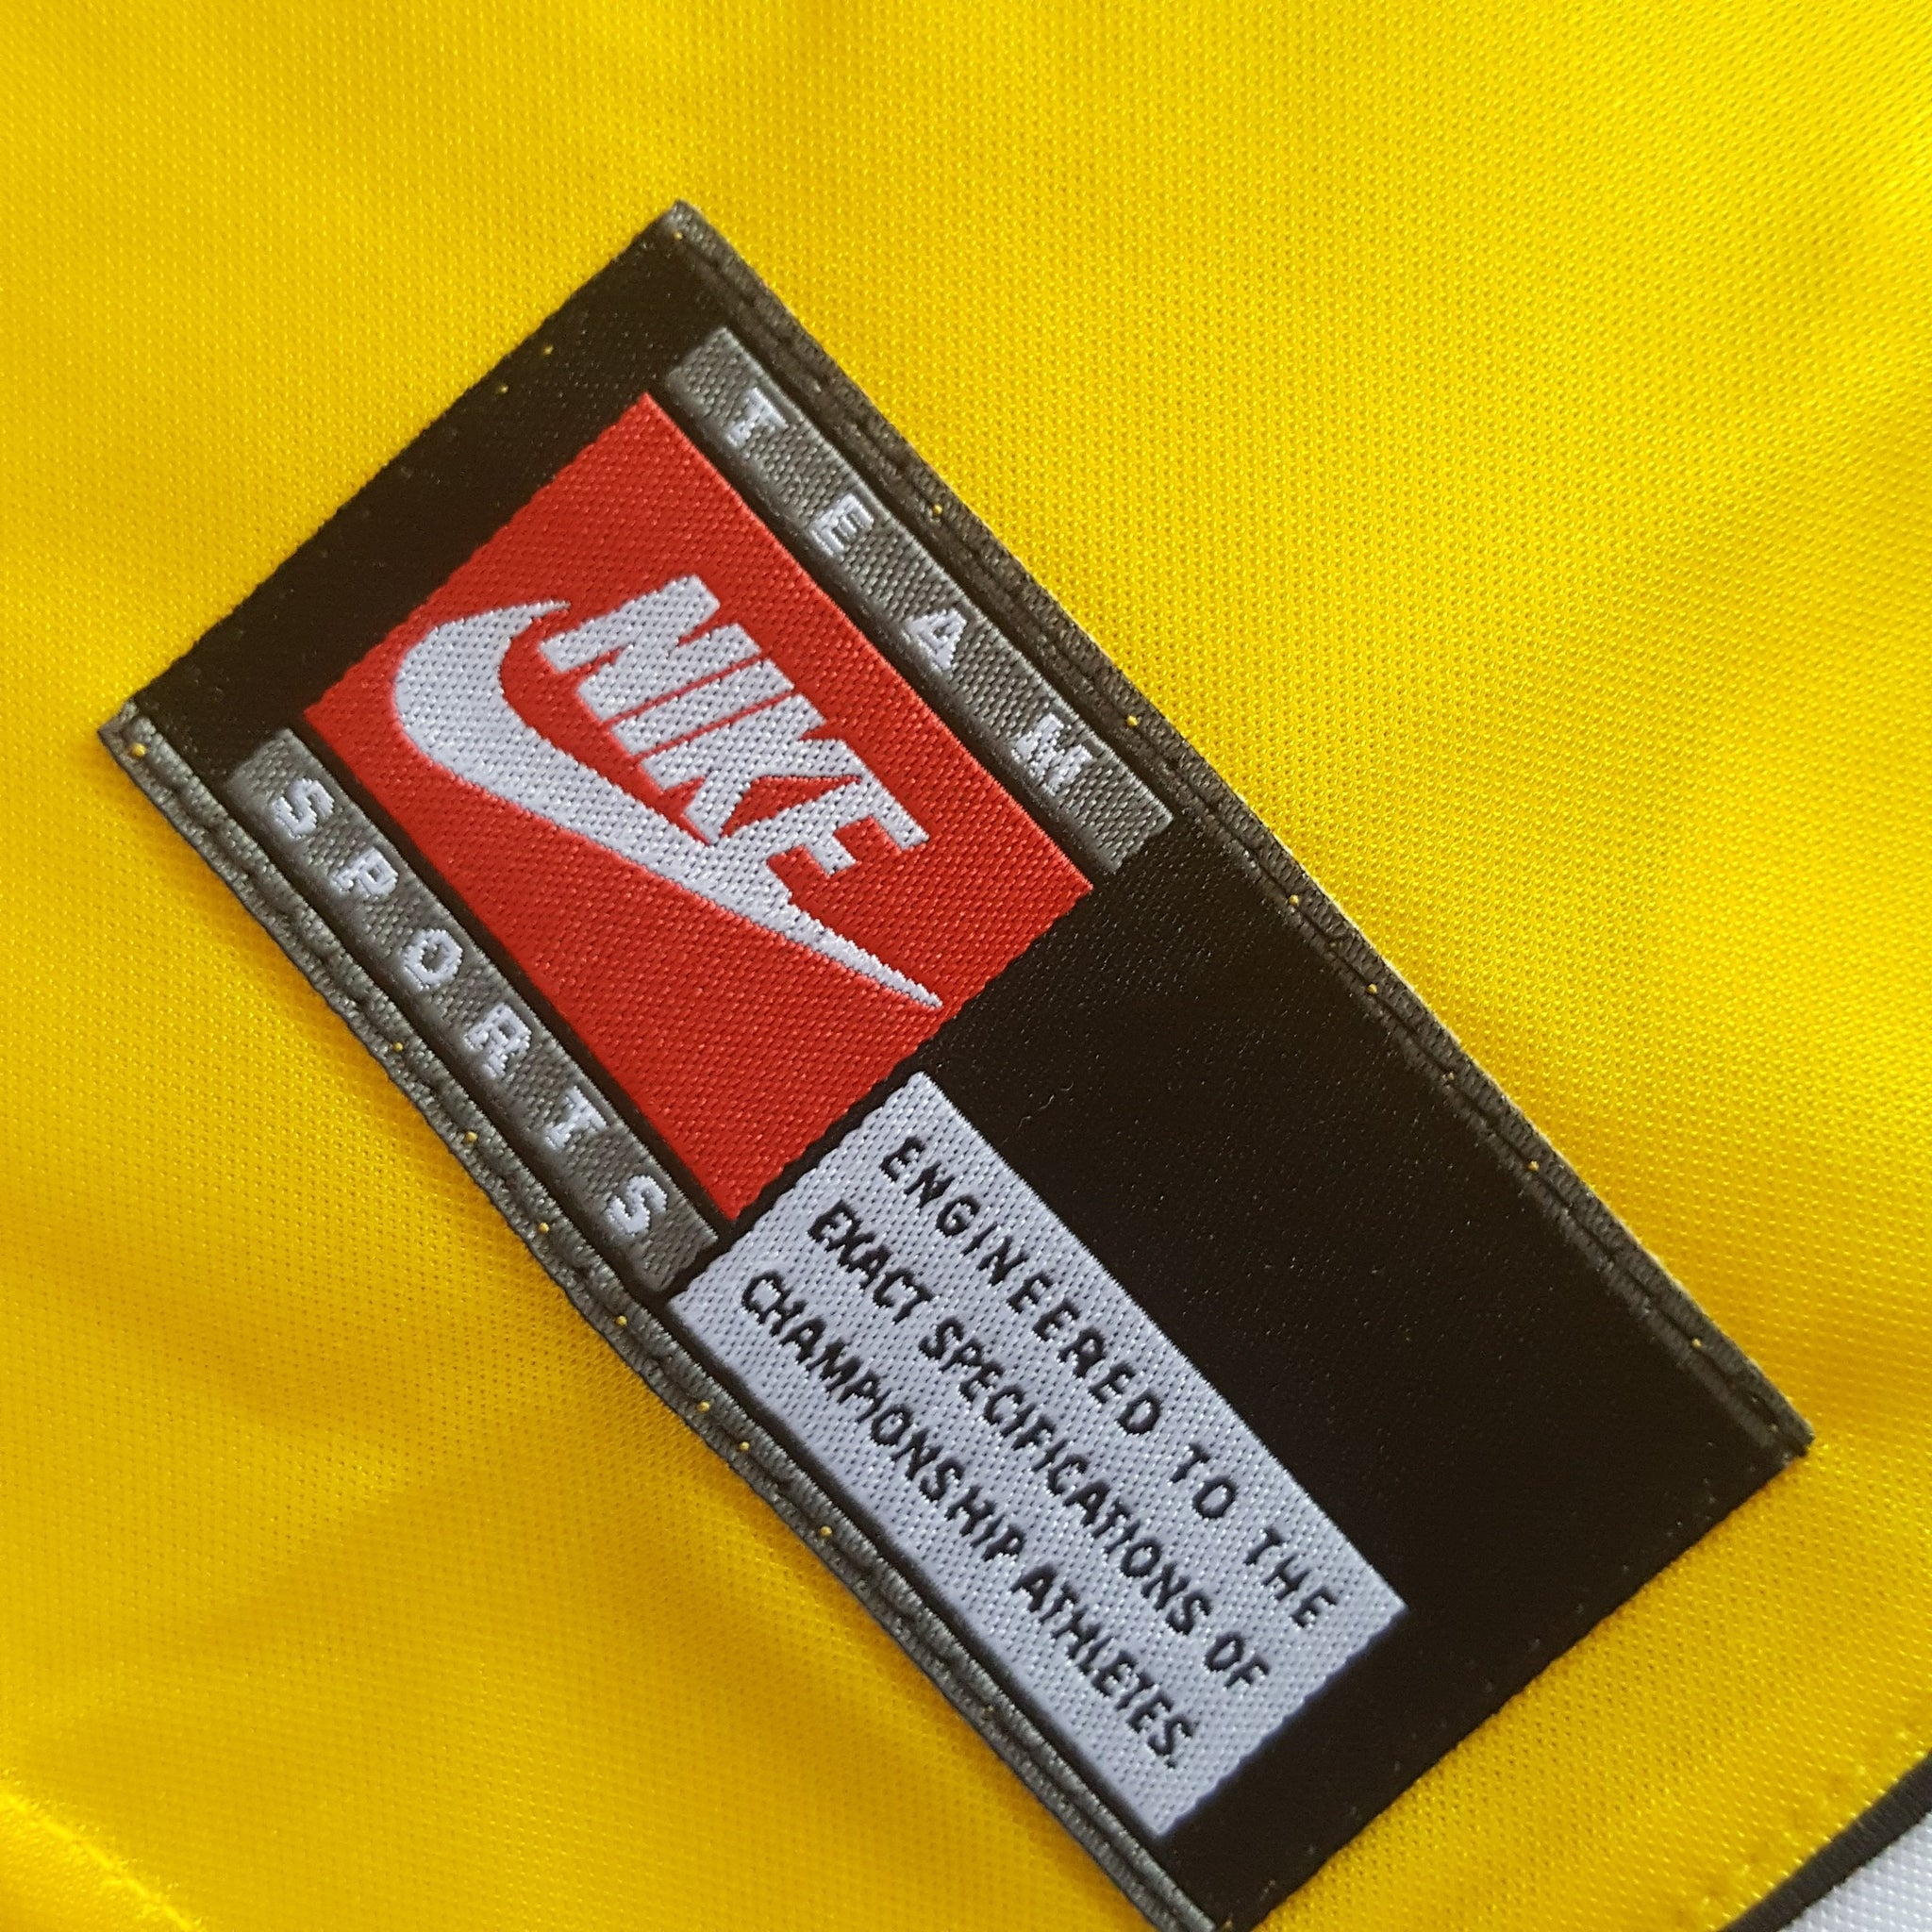 TEAM
NIKE
SPORTS
ENGINEERED TO THE
EXACT SPECIFICATIONS OF
CHAMPIONSHIP ATHLETES.